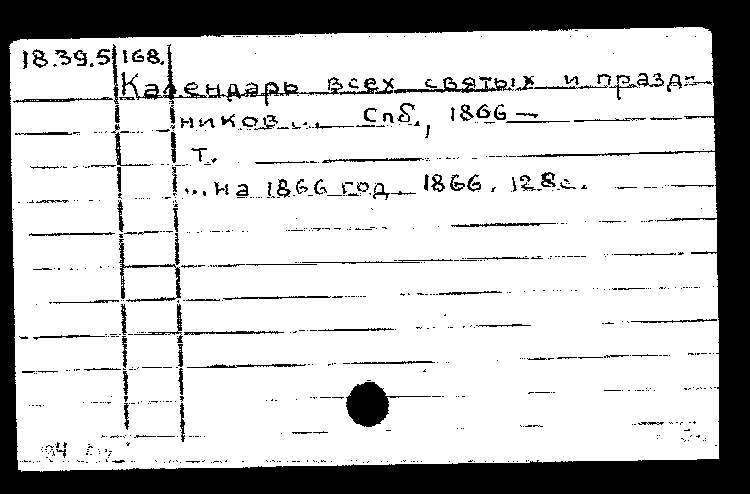 18.39.5 168.
Календарь всех святых и празд-
ников... Спб., 1866 —
т.
...на 1866 год. 1866. 128с.